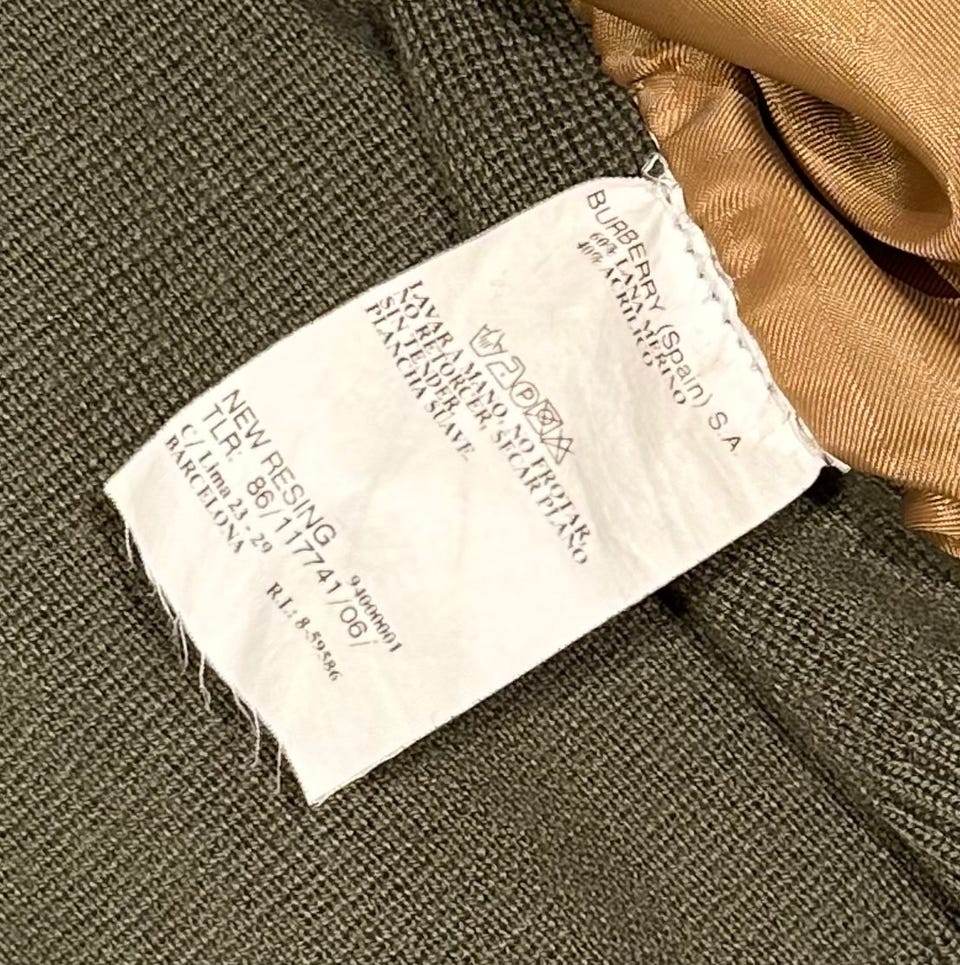 BURBERRY (Spain) S.A.
60% LANA MERINO
40% ACRILICO
LAVAR A MANO, NO FROTAR,
NO RETORCER, SECAR PLANO
SIN TENDER,
PLANCHA SUAVE.
NEW RESING 94000001
TLR: 86/117741/06/
C/ Lima 23 - 29 R.I.: 8-59586
BARCELONA